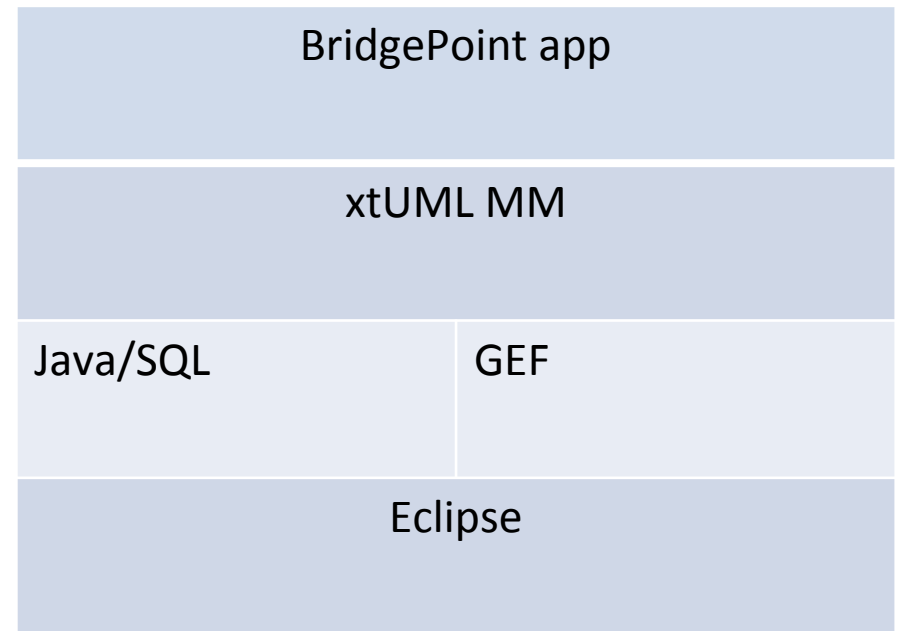 BridgePoint app
xtUML MM
Java/SQL
GEF
Eclipse